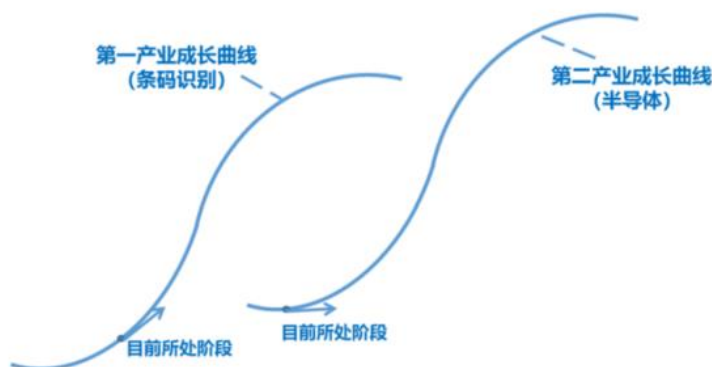 第一产业成长曲线
（条码识别）
第二产业成长曲线
（半导体）
目前所处阶段
目前所处阶段